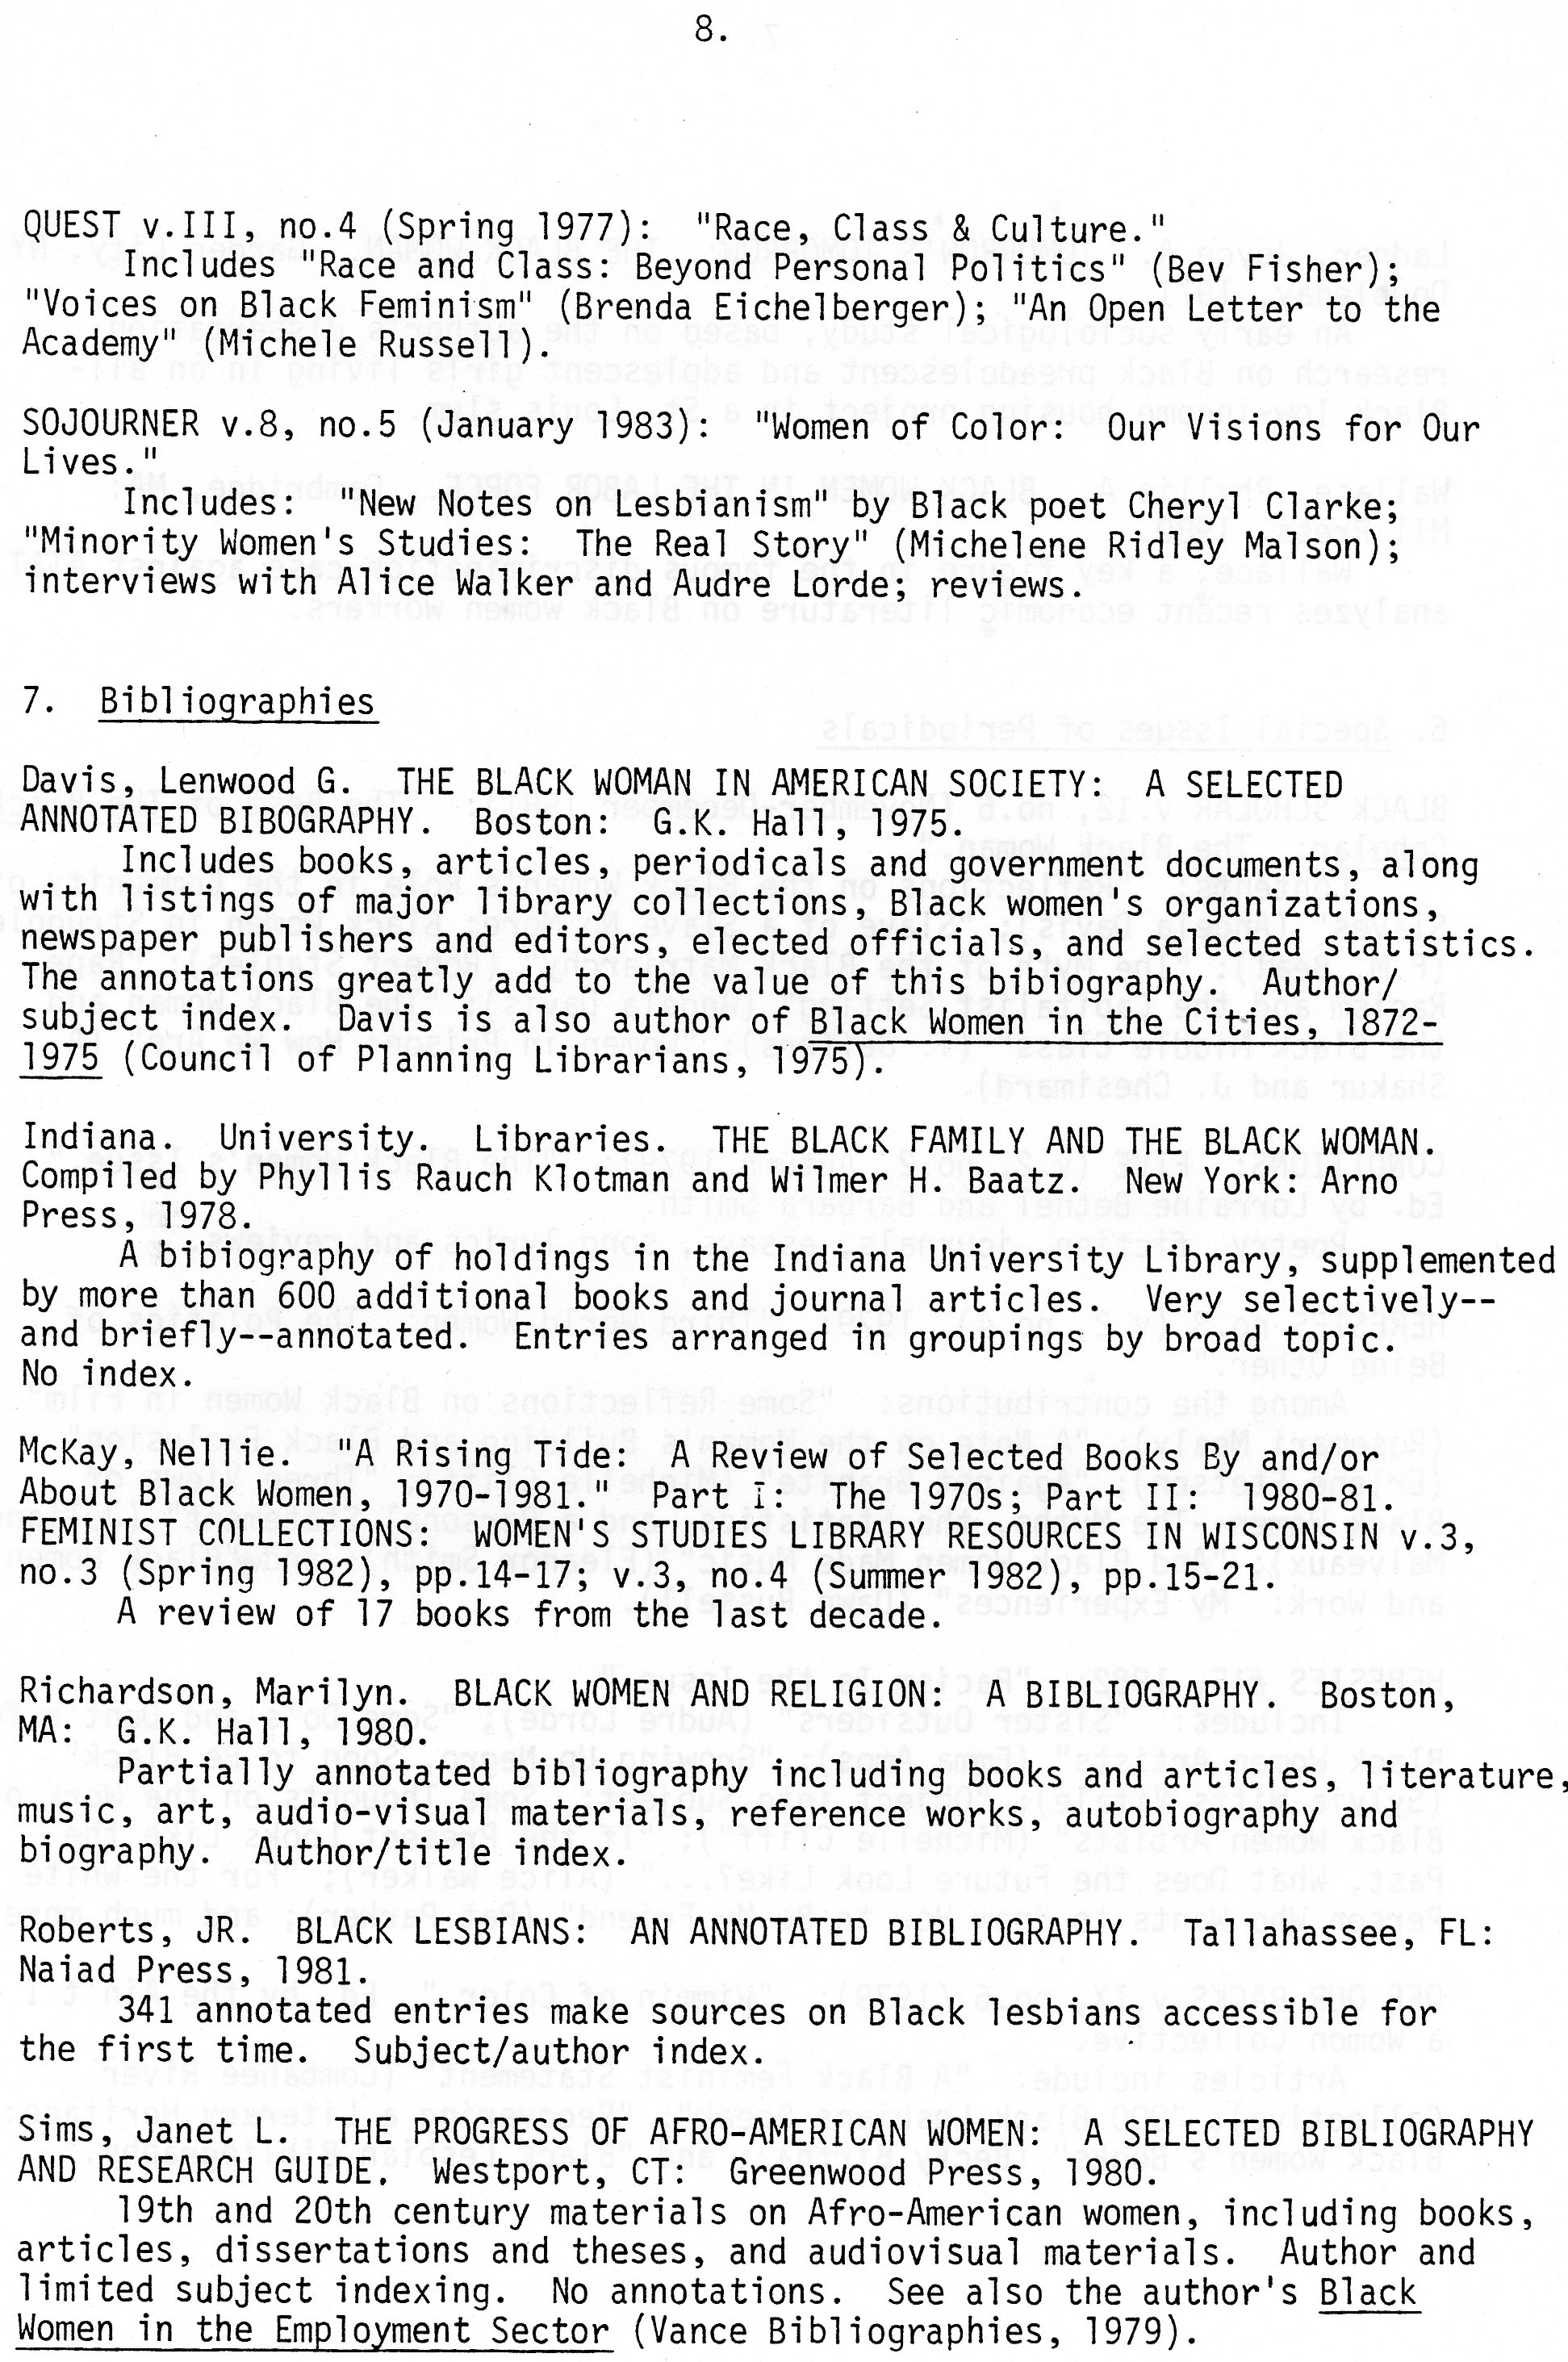 8.
QUEST v.III, no.4 (Spring 1977):  "Race, Class & Culture."
Includes "Race and Class: Beyond Personal Politics" (Bev Fisher);
"Voices on Black Feminism" (Brenda Eichelberger); "An Open Letter to the
Academy" (Michele Russell).
SOJOURNER v.8, no.5 (January 1983):  "Women of Color:  Our Visions for Our
Lives."
Includes:  "New Notes on Lesbianism" by Black poet Cheryl Clarke;
"Minority Women's Studies:  The Real Story" (Michelene Ridley Malson);
interviews with Alice Walker and Audre Lorde; reviews.
7.  Bibliographies
Davis, Lenwood G.  THE BLACK WOMAN IN AMERICAN SOCIETY:  A SELECTED
ANNOTATED BIBOGRAPHY.  Boston:  G.K. Hall, 1975.
Includes books, articles, periodicals and government documents, along
with listings of major library collections, Black women's organizations,
newspaper publishers and editors, elected officials, and selected statistics.
The annotations greatly add to the value of this bibiography.  Author/
subject index.  Davis is also author of Black Women in the Cities, 1872-
1975 (Council of Planning Librarians, 1975).
Indiana.  University.  Libraries.  THE BLACK FAMILY AND THE BLACK WOMAN.
Compiled by Phyllis Rauch Klotman and Wilmer H. Baatz.  New York: Arno
Press, 1978.
A bibiography of holdings in the Indiana University Library, supplemented
by more than 600 additional books and journal articles.  Very selectively--
and briefly--annotated.  Entries arranged in groupings by broad topic.
No index.
McKay, Nellie.  "A Rising Tide:  A Review of Selected Books By and/or
About Black Women, 1970-1981."  Part I:  The 1970s; Part II:  1980-81.
FEMINIST COLLECTIONS:  WOMEN'S STUDIES LIBRARY RESOURCES IN WISCONSIN v.3,
no.3 (Spring 1982), pp.14-17; v.3, no.4 (Summer 1982), pp.15-21.
A review of 17 books from the last decade.
Richardson, Marilyn.  BLACK WOMEN AND RELIGION:  A BIBLIOGRAPHY.  Boston,
MA:  G.K. Hall, 1980.
Partially annotated bibliography including books and articles, literature,
music, art, audio-visual materials, reference works, autobiography and
biography.  Author/title index.
Roberts, JR.  BLACK LESBIANS:  AN ANNOTATED BIBLIOGRAPHY.  Tallahassee, FL:
Naiad Press, 1981.
341 annotated entries make sources on Black lesbians accessible for
the first time.  Subject/author index.
Sims, Janet L.  THE PROGRESS OF AFRO-AMERICAN WOMEN:  A SELECTED BIBLIOGRAPHY
AND RESEARCH GUIDE.  Westport, CT:  Greenwood Press, 1980.
19th and 20th century materials on Afro-American women, including books,
articles, dissertations and theses, and audiovisual materials.  Author and
limited subject indexing.  No annotations.  See also the author's Black
Women in the Employment Sector (Vance Bibliographies, 1979).